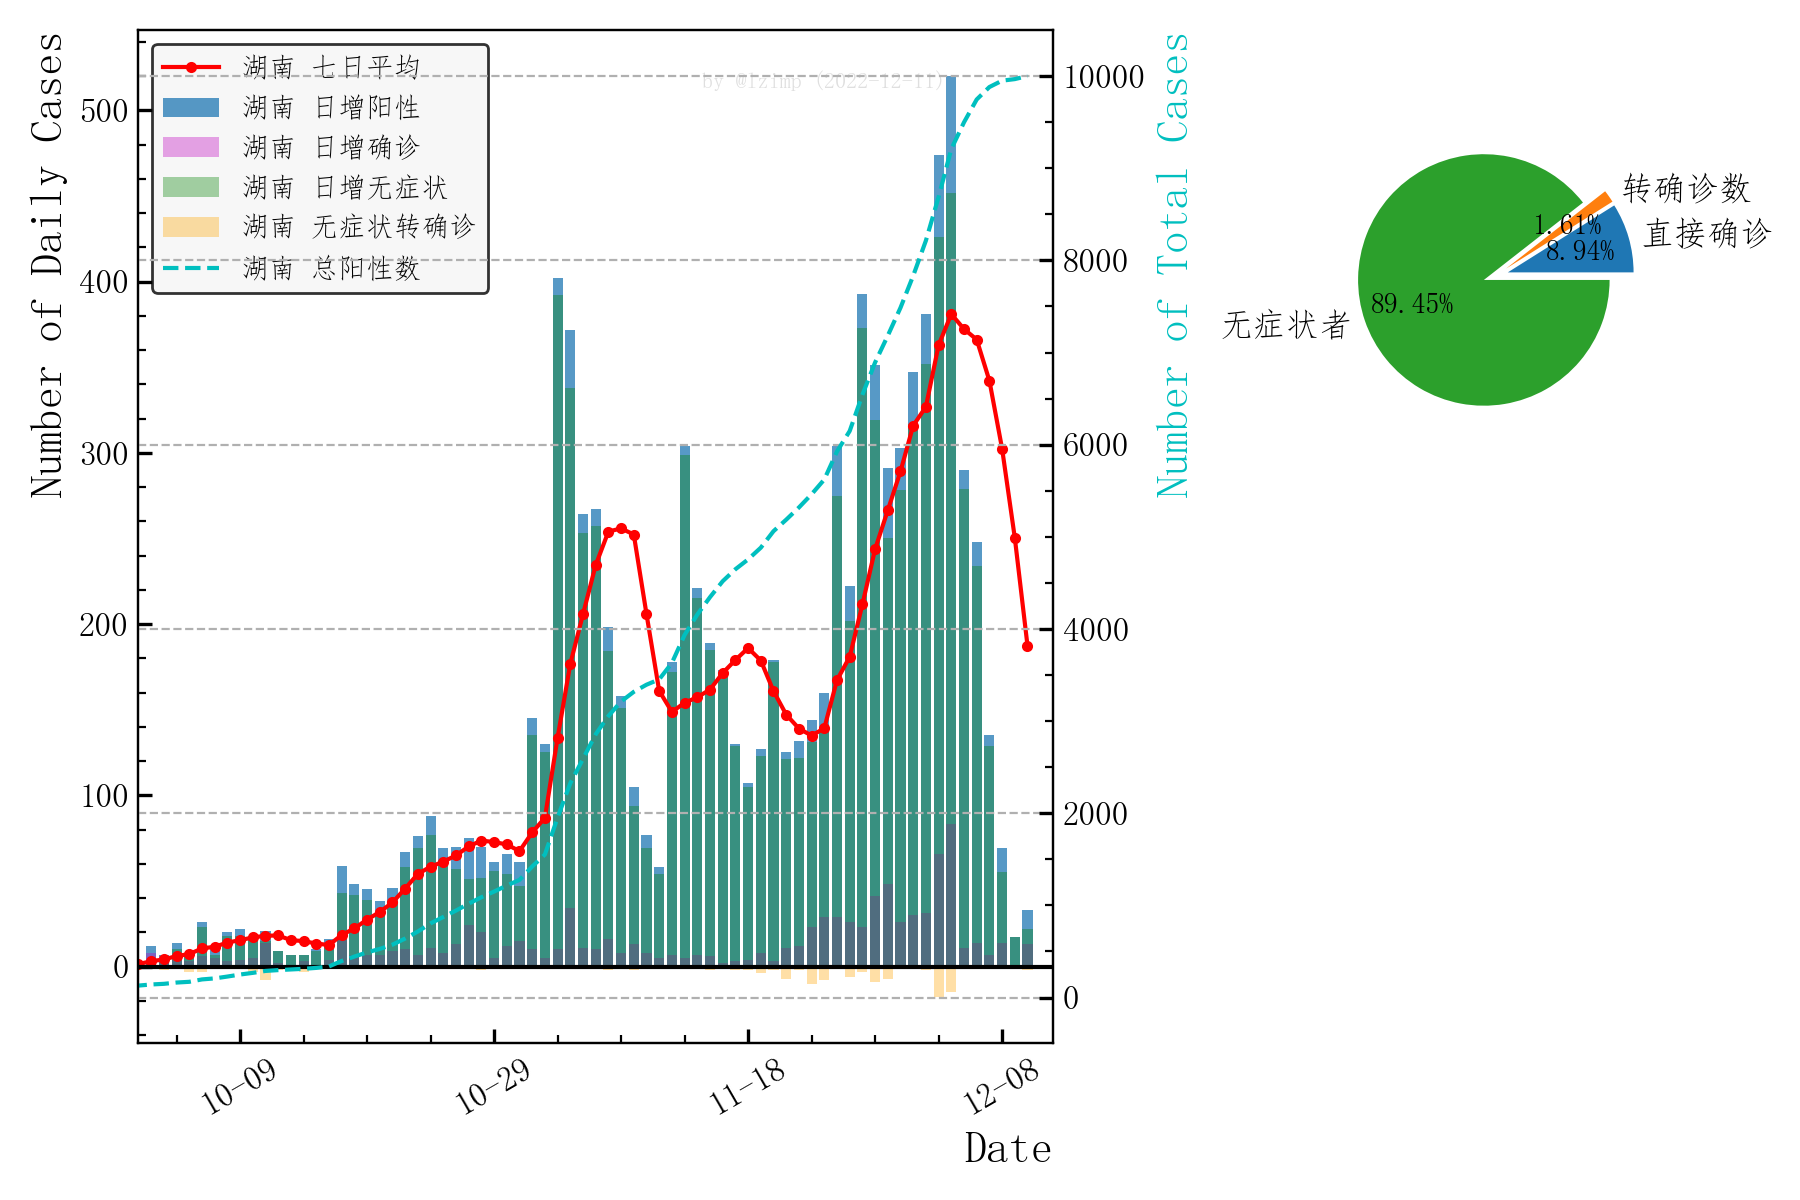 Number of Daily Cases
500
400
300
200
100
0
湖南 七日平均
湖南 日增阳性
湖南 日增确诊
湖南 日增无症状
湖南 无症状转确诊
湖南 总阳性数
10000
8000
6000
4000
2000
0
Number of Total Cases
10-09
10-29
11-18
12-08
Date
转确诊数
1.61%
直接确诊
8.94%
89.45%
无症状者